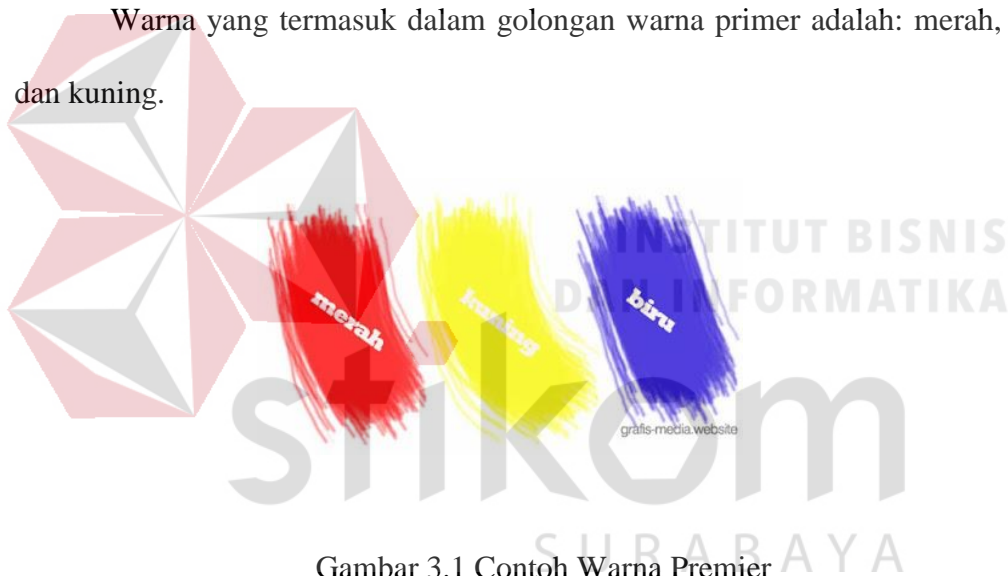 Warna yang termasuk dalam golongan warna primer adalah: merah,
dan kuning.
merah
kuning
biru
INSTITUT BISNIS
DAN INFORMATIKA
grafis-media.website
stikom
SURABAYA
Gambar 3.1 Contoh Warna Premier